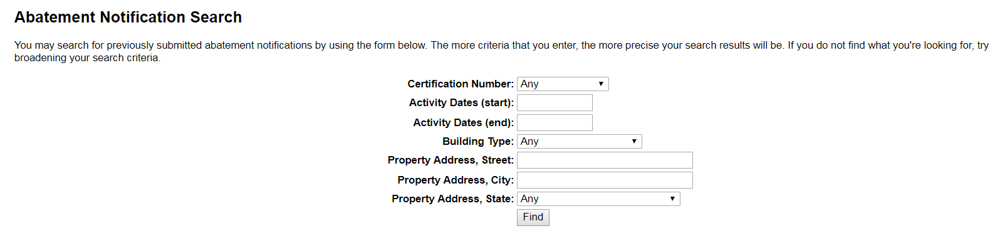 Abatement Notification Search
You may search for previously submitted abatement notifications by using the form below. The more criteria that you enter, the more precise your search results will be. If you do not find what you're looking for, try
broadening your search criteria.
Certification Number: Any
Activity Dates (start):
Activity Dates (end):
Building Type: Any
Property Address, Street:
Property Address, City:
Property Address, State: Any
Find